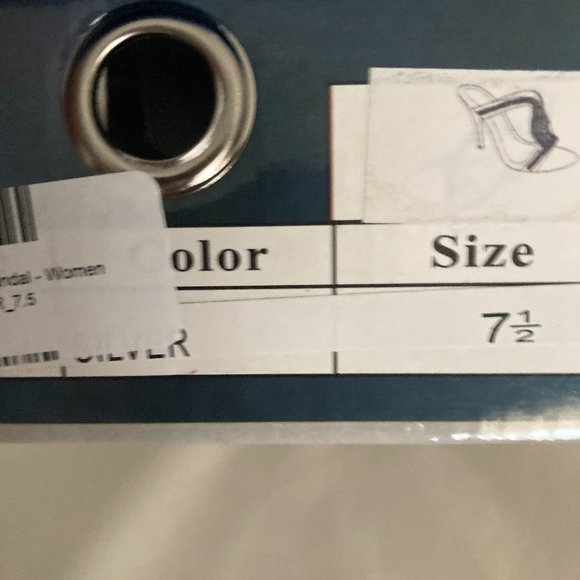 olor Size
ndal - Women
R_7.5
SILVER 7½